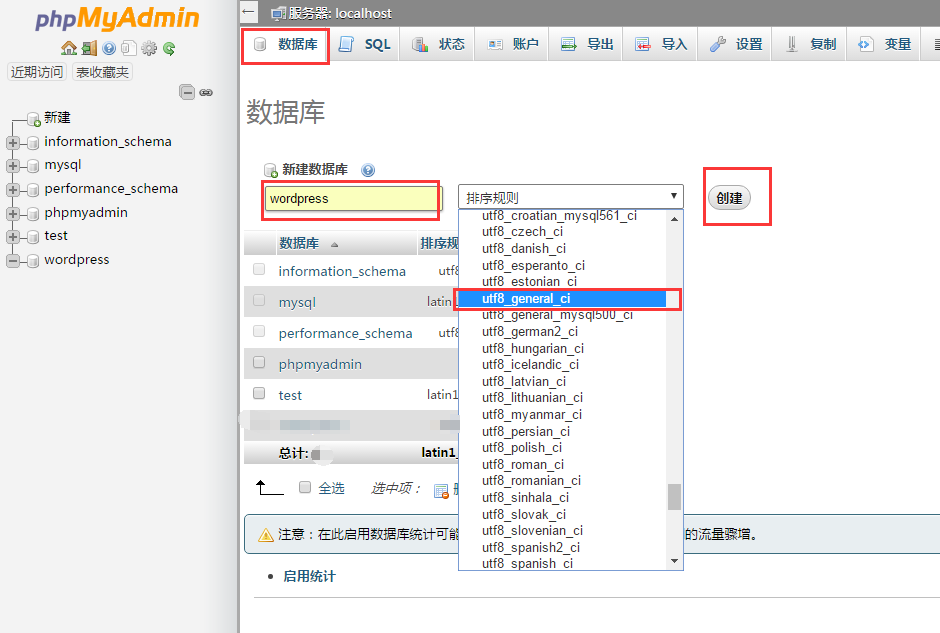 phpMyAdmin
近期访问 表收藏夹
新建
information_schema
mysql
performance_schema
phpmyadmin
test
wordpress
服务器: localhost
数据库 SQL 状态 账户 导出 导入 设置 复制 变量
数据库
新建数据库
wordpress
排序规则
创建
utf8_croatian_mysql561_ci
utf8_czech_ci
utf8_danish_ci
utf8_esperanto_ci
utf8_estonian_ci
utf8_general_ci
utf8_general_mysql500_ci
utf8_german2_ci
utf8_hungarian_ci
utf8_icelandic_ci
utf8_latvian_ci
utf8_lithuanian_ci
utf8_myanmar_ci
utf8_persian_ci
utf8_polish_ci
utf8_roman_ci
utf8_romanian_ci
utf8_sinhala_ci
utf8_slovak_ci
utf8_slovenian_ci
utf8_spanish2_ci
utf8_spanish_ci
数据库 排序规
information_schema utf8
mysql latin1
performance_schema utf8
phpmyadmin
test latin1
总计: latin1_
全选 选中项：
注意：在此启用数据库统计可能 的流量骤增。
启用统计